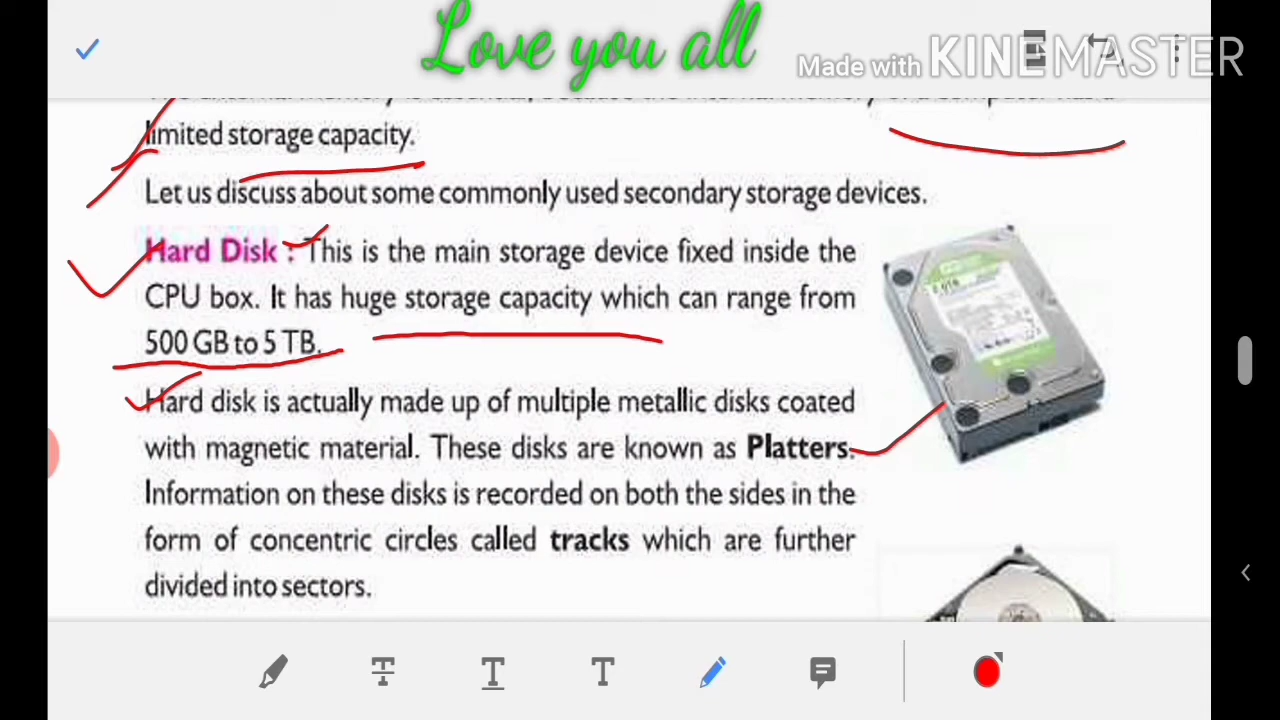 Love you all
Made with KINEMASTER
limited storage capacity.
Let us discuss about some commonly used secondary storage devices.
Hard Disk : This is the main storage device fixed inside the
CPU box. It has huge storage capacity which can range from
500 GB to 5 TB.
Hard disk is actually made up of multiple metallic disks coated
with magnetic material. These disks are known as Platters.
Information on these disks is recorded on both the sides in the
form of concentric circles called tracks which are further
divided into sectors.